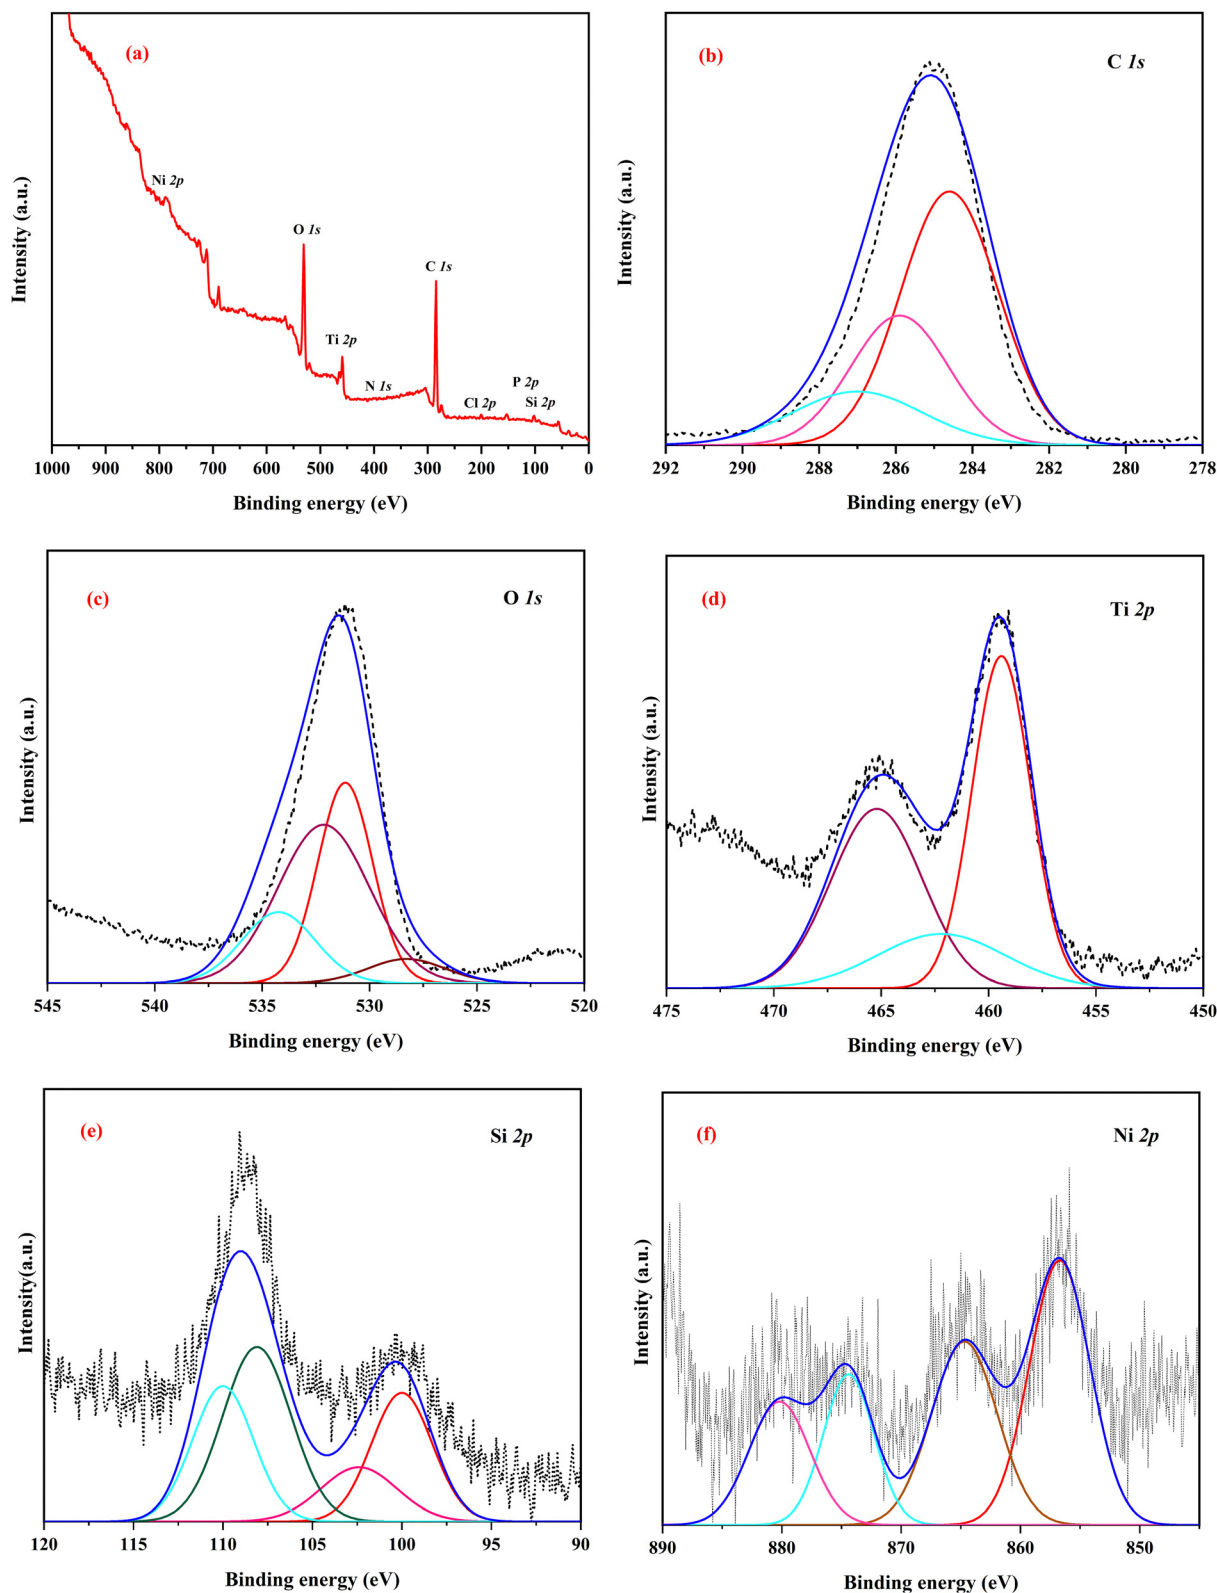 (a)
Ni 2p
O 1s
C 1s
Ti 2p
N 1s
P 2p
Cl 2p
Si 2p
Intensity (a.u.)
1000 900 800 700 600 500 400 300 200 100 0
Binding energy (eV)
(b)
C 1s
Intensity (a.u.)
292 290 288 286 284 282 280 278
Binding energy (eV)
(c)
O 1s
Intensity (a.u.)
545 540 535 530 525 520
Binding energy (eV)
(d)
Ti 2p
Intensity (a.u.)
475 470 465 460 455 450
Binding energy (eV)
(e)
Si 2p
Intensity(a.u.)
120 115 110 105 100 95 90
Binding energy (eV)
(f)
Ni 2p
Intensity (a.u.)
890 880 870 860 850
Binding energy (eV)